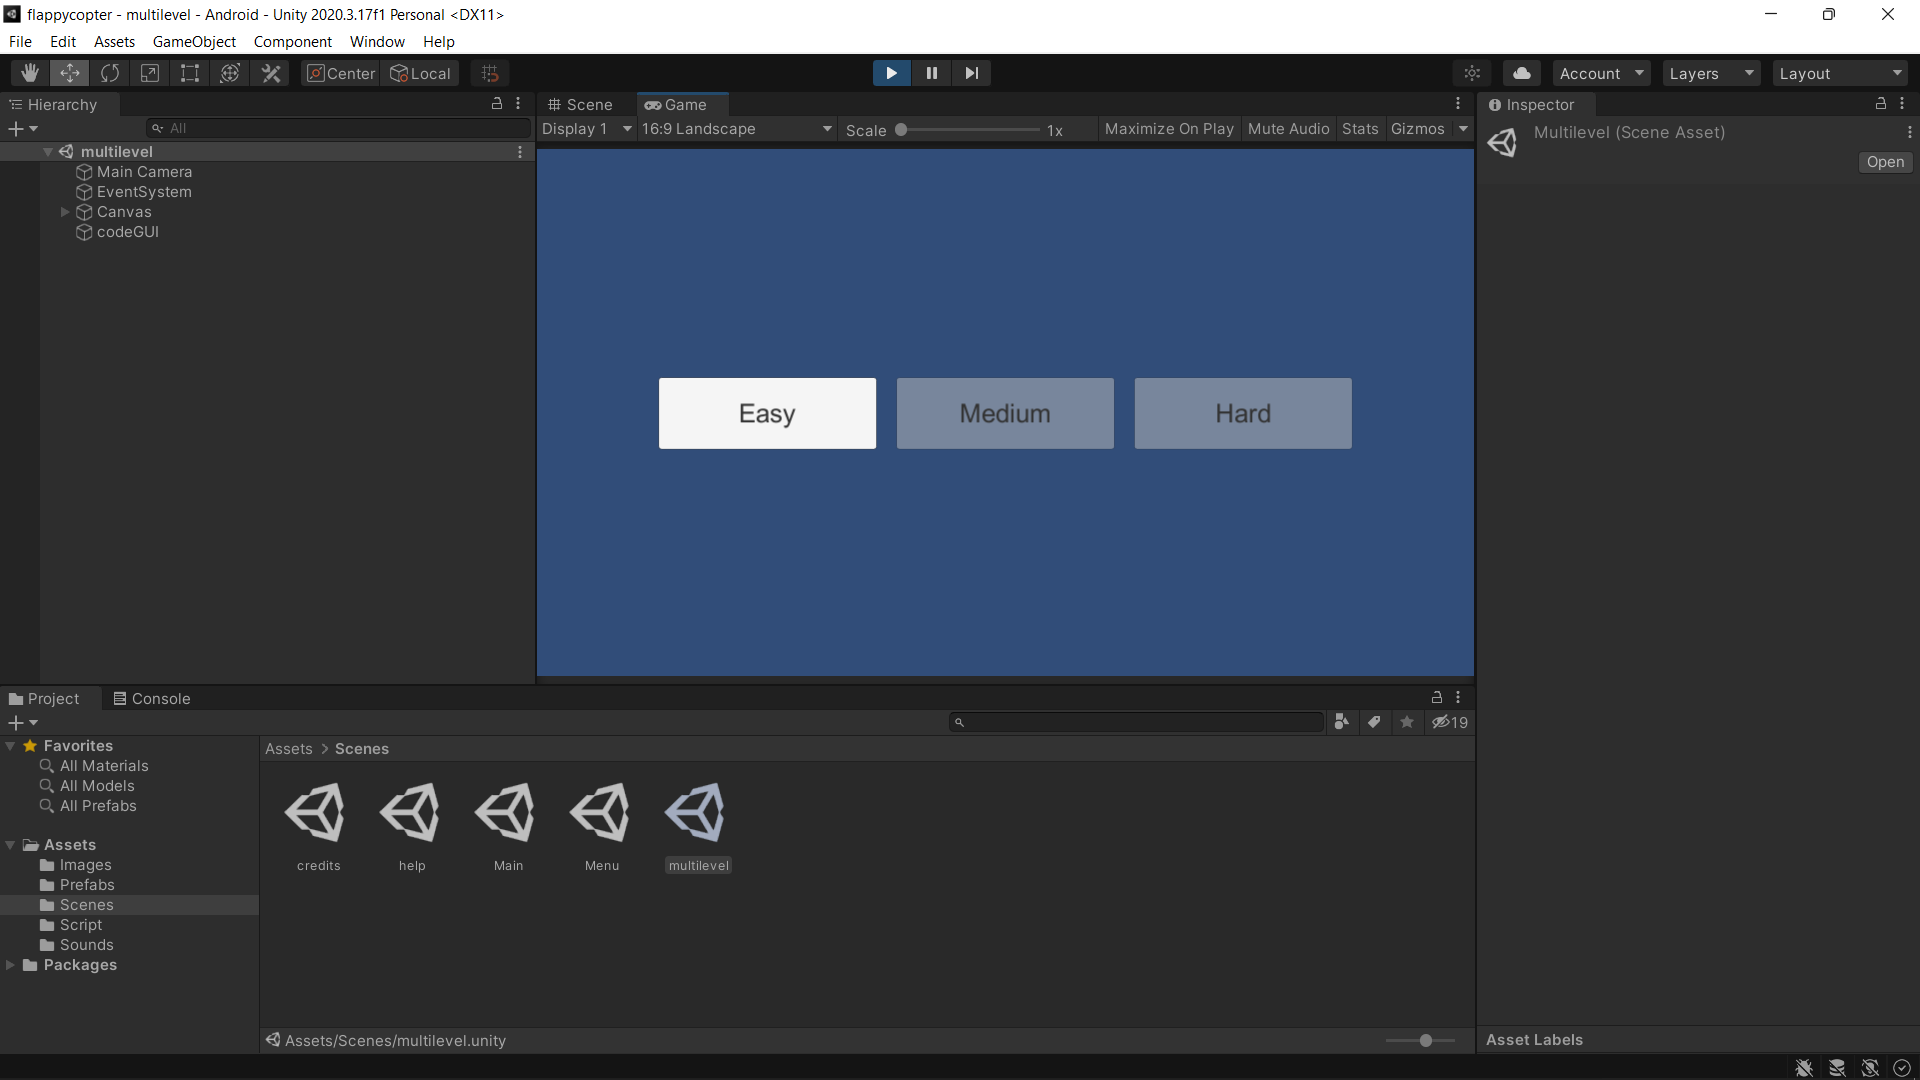 flappycopter - multilevel - Android - Unity 2020.3.17f1 Personal <DX11>
File Edit Assets GameObject Component Window Help
Center Local Account Layers Layout
Hierarchy
All
multilevel
Main Camera
EventSystem
Canvas
codeGUI
Scene Game
Display 1 16:9 Landscape Scale 1x Maximize On Play Mute Audio Stats Gizmos
Easy Medium Hard
Inspector
Multilevel (Scene Asset)
Open
Project Console
19
Favorites
All Materials
All Models
All Prefabs
Assets
Images
Prefabs
Scenes
Script
Sounds
Packages
Assets > Scenes
credits help Main Menu multilevel
Assets/Scenes/multilevel.unity
Asset Labels